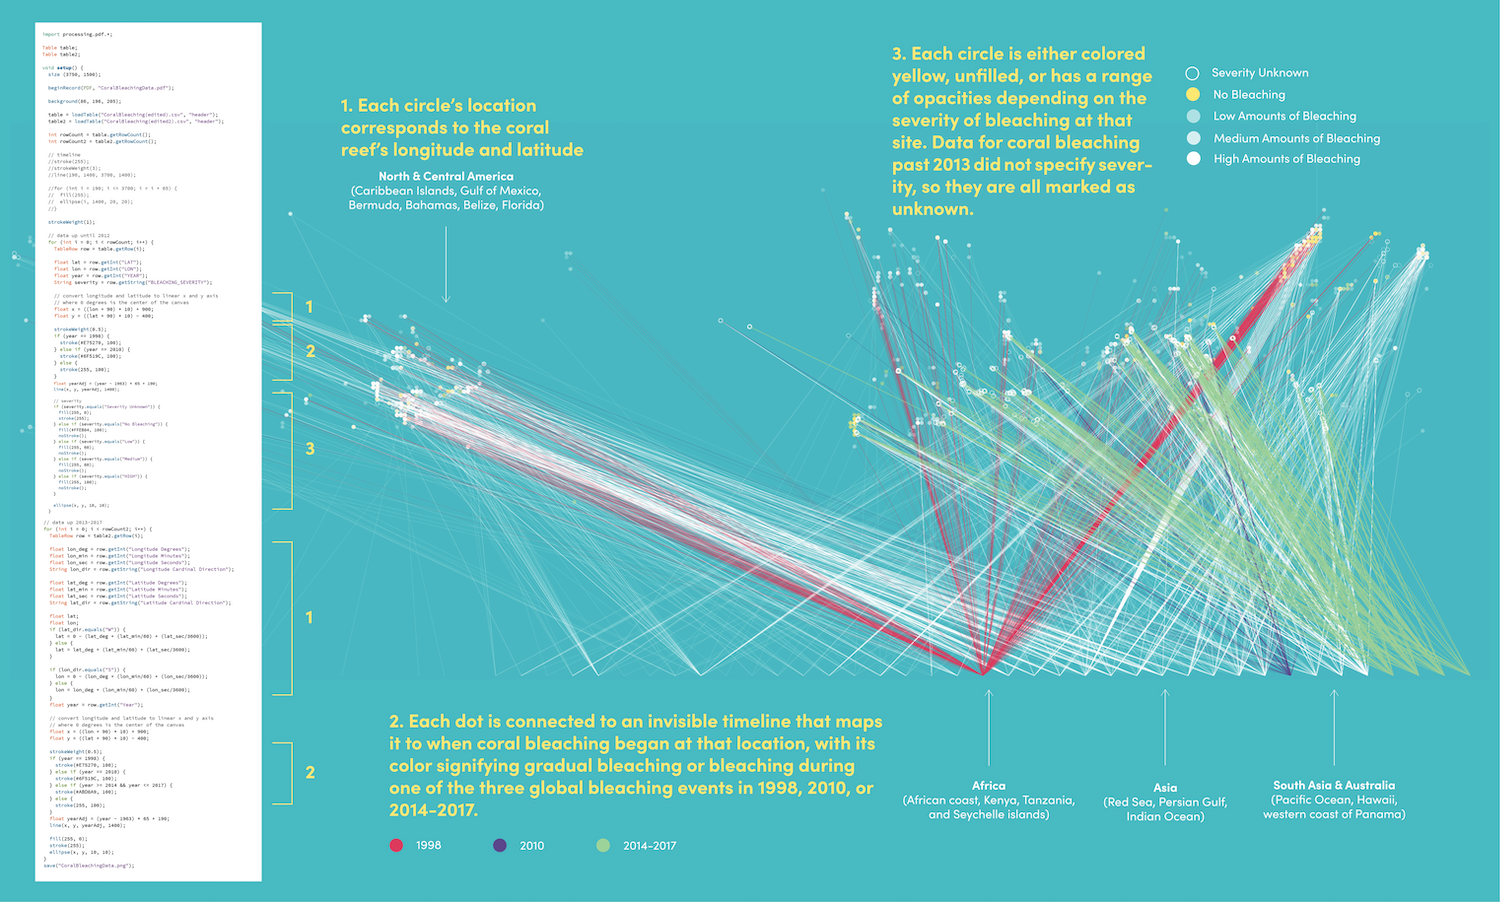 import processing.pdf.*;
Table table;
Table table2;
void setup() {
size (3750, 1500);
beginRecord(PDF, "CoralBleachingData.pdf");
background(80, 190, 205);
table = loadTable("CoralBleaching(edited).csv", "header");
table2 = loadTable("CoralBleaching(edited2).csv", "header");
int rowCount = table.getRowCount();
int rowCount2 = table2.getRowCount();
// timeline
//stroke(255);
//strokeWeight(3);
//line(190, 1400, 3700, 1400);
//for (int i = 190; i <= 3700; i = i + 65) {
// fill(255);
// ellipse(i, 1400, 20, 20);
//}
strokeWeight(1);
// data up until 2012
for (int i = 0; i < rowCount; i++) {
TableRow row = table.getRow(i);
float lat = row.getInt("LAT");
float lon = row.getInt("LON");
float year = row.getInt("YEAR");
String severity = row.getString("BLEACHING_SEVERITY");
// convert longitude and latitude to linear x and y axis
// where 0 degrees is the center of the canvas
float x = ((lon + 90) * 10) + 900;
float y = ((lat + 90) * 10) - 400;
strokeWeight(0.5);
if (year == 1998) {
stroke(#E75270, 100);
} else if (year == 2010) {
stroke(#6F519C, 100);
} else {
stroke(255, 100);
}
float yearAdj = (year - 1963) * 65 + 190;
line(x, y, yearAdj, 1400);
// severity
if (severity.equals("Severity Unknown")) {
fill(255, 0);
stroke(255);
} else if (severity.equals("No Bleaching")) {
noStroke();
} else if (severity.equals("Low")) {
noStroke();
} else if (severity.equals("Medium")) {
noStroke();
} else if (severity.equals("HIGH")) {
fill(255, 100);
noStroke();
}
ellipse(x, y, 10, 10);
}
// data up 2013-2017
for (int i = 0; i < rowCount2; i++) {
TableRow row = table2.getRow(i);
float lon_deg = row.getInt("Longitude Degrees");
float lon_min = row.getInt("Longitude Minutes");
float lon_sec = row.getInt("Longitude Seconds");
String lon_dir = row.getString("Longitude Cardinal Direction");
float lat_deg = row.getInt("Latitude Degrees");
float lat_min = row.getInt("Latitude Minutes");
float lat_sec = row.getInt("Latitude Seconds");
String lat_dir = row.getString("Latitude Cardinal Direction");
float lat;
float lon;
if (lat_dir.equals("W")) {
lat = 0 - (lat_deg + (lat_min/60) + (lat_sec/3600));
} else {
lat = lat_deg + (lat_min/60) + (lat_sec/3600);
}
if (lon_dir.equals("S")) {
lon = 0 - (lon_deg + (lon_min/60) + (lon_sec/3600);
} else {
lon = lon_deg + (lon_min/60) + (lon_sec/3600);
}
float year = row.getInt("Year");
// convert longitude and latitude to linear x and y axis
// where 0 degrees is the center of the canvas
float x = ((lon + 90) * 10) + 900;
float y = ((lat + 90) * 10) - 400;
strokeWeight(0.5);
if (year == 1998) {
stroke(#E75270, 100);
} else if (year == 2010) {
stroke(#6F519C, 100);
} else if (year >= 2014 && year <= 2017) {
stroke(#A8D8A9, 100);
} else {
stroke(255, 100);
}
float yearAdj = (year - 1963) * 65 + 190;
line(x, y, yearAdj, 1400);
fill(255, 0);
stroke(255);
ellipse(x, y, 10, 10);
}
save("CoralBleachingData.png");
1
2
3
1
2
1. Each circle's location
corresponds to the coral
reef's longitude and latitude
North & Central America
(Caribbean Islands, Gulf of Mexico,
Bermuda, Bahamas, Belize, Florida)
3. Each circle is either colored
yellow, unfilled, or has a range
of opacities depending on the
severity of bleaching at that
site. Data for coral bleaching
past 2013 did not specify sever-
ity, so they are all marked as
unknown.
Severity Unknown
No Bleaching
Low Amounts of Bleaching
Medium Amounts of Bleaching
High Amounts of Bleaching
2. Each dot is connected to an invisible timeline that maps
it to when coral bleaching began at that location, with its
color signifying gradual bleaching or bleaching during
one of the three global bleaching events in 1998, 2010, or
2014-2017.
1998
2010
2014-2017
Africa
(African coast, Kenya, Tanzania,
and Seychelle islands)
Asia
(Red Sea, Persian Gulf,
Indian Ocean)
South Asia & Australia
(Pacific Ocean, Hawaii,
western coast of Panama)